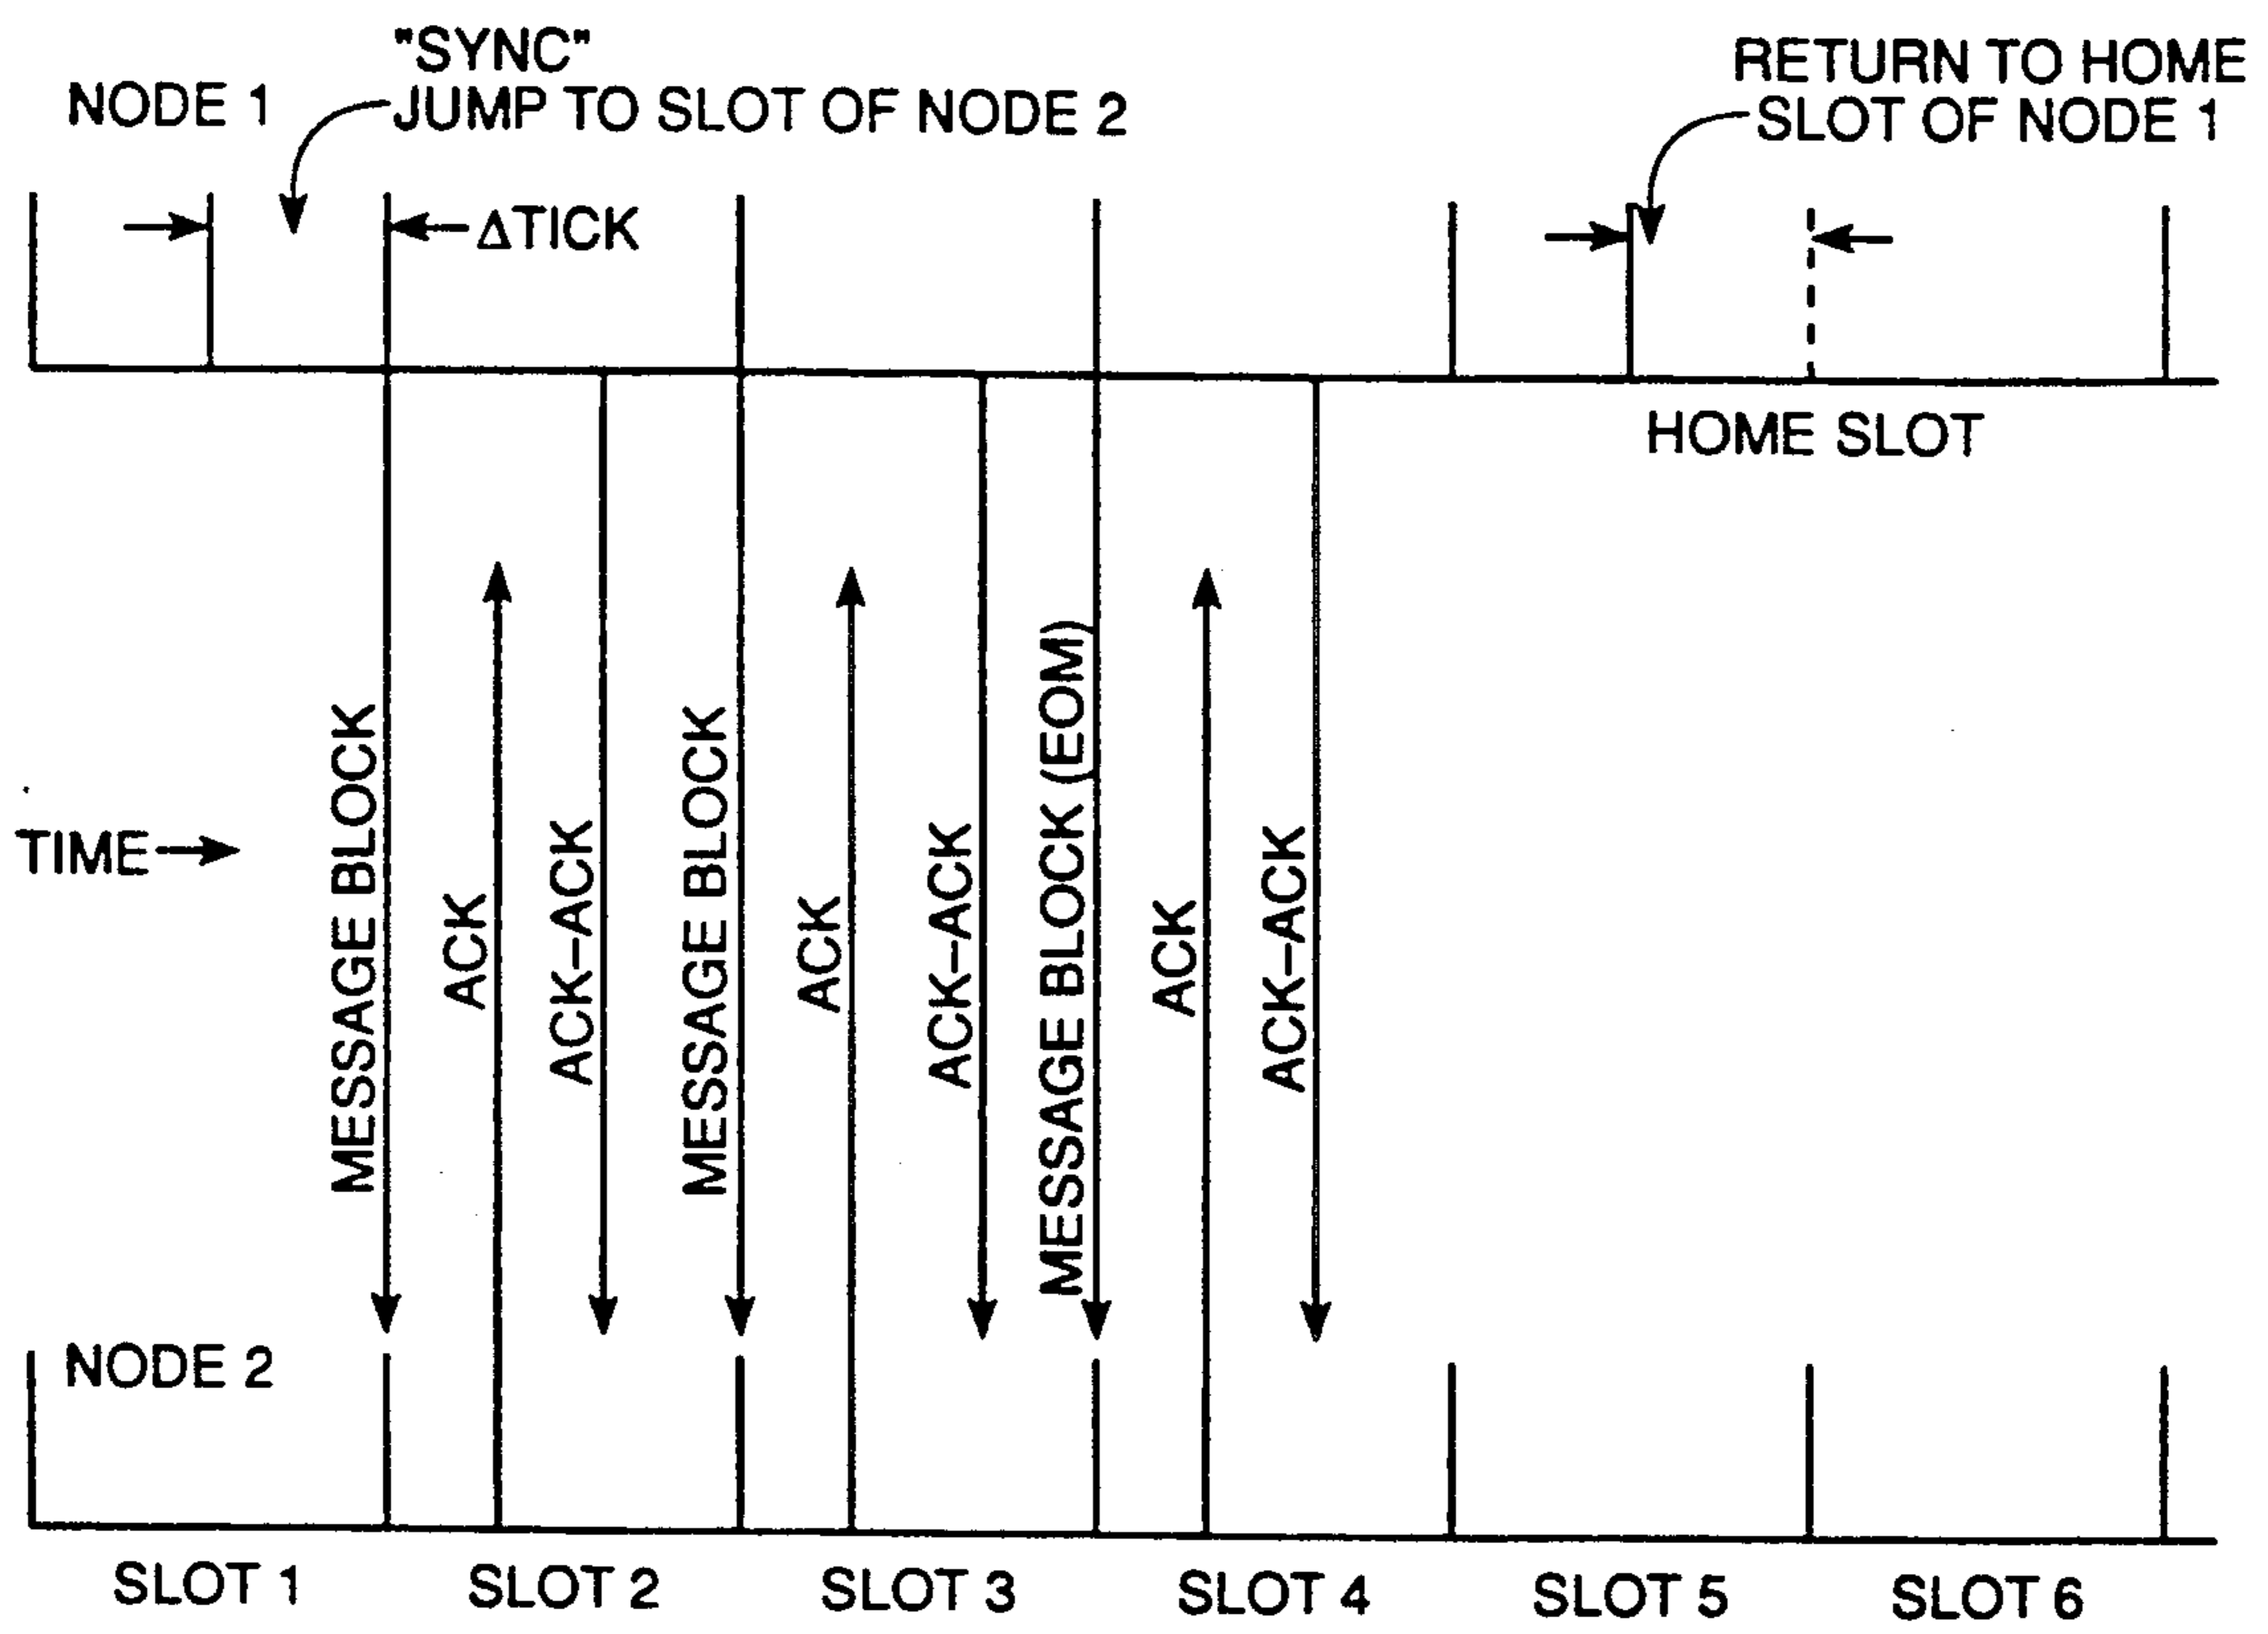 "SYNC"
NODE 1
JUMP TO SLOT OF NODE 2
RETURN TO HOME
SLOT OF NODE 1
ΔTICK
HOME SLOT
TIME
MESSAGE BLOCK
ACK
ACK–ACK
MESSAGE BLOCK
ACK
ACK–ACK
MESSAGE BLOCK (EOM)
ACK
ACK–ACK
NODE 2
SLOT 1
SLOT 2
SLOT 3
SLOT 4
SLOT 5
SLOT 6